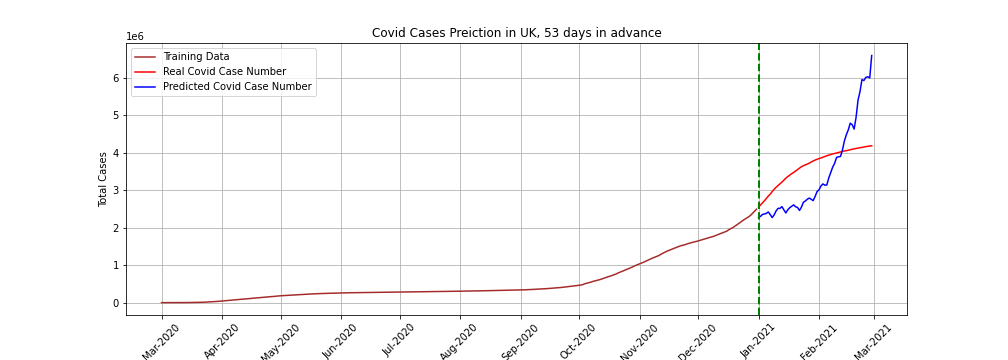 Covid Cases Preiction in UK, 53 days in advance
1e6
Training Data
Real Covid Case Number
Predicted Covid Case Number
Total Cases
6
5
4
3
2
1
0
Mar-2020
Apr-2020
May-2020
Jun-2020
Jul-2020
Aug-2020
Sep-2020
Oct-2020
Nov-2020
Dec-2020
Jan-2021
Feb-2021
Mar-2021